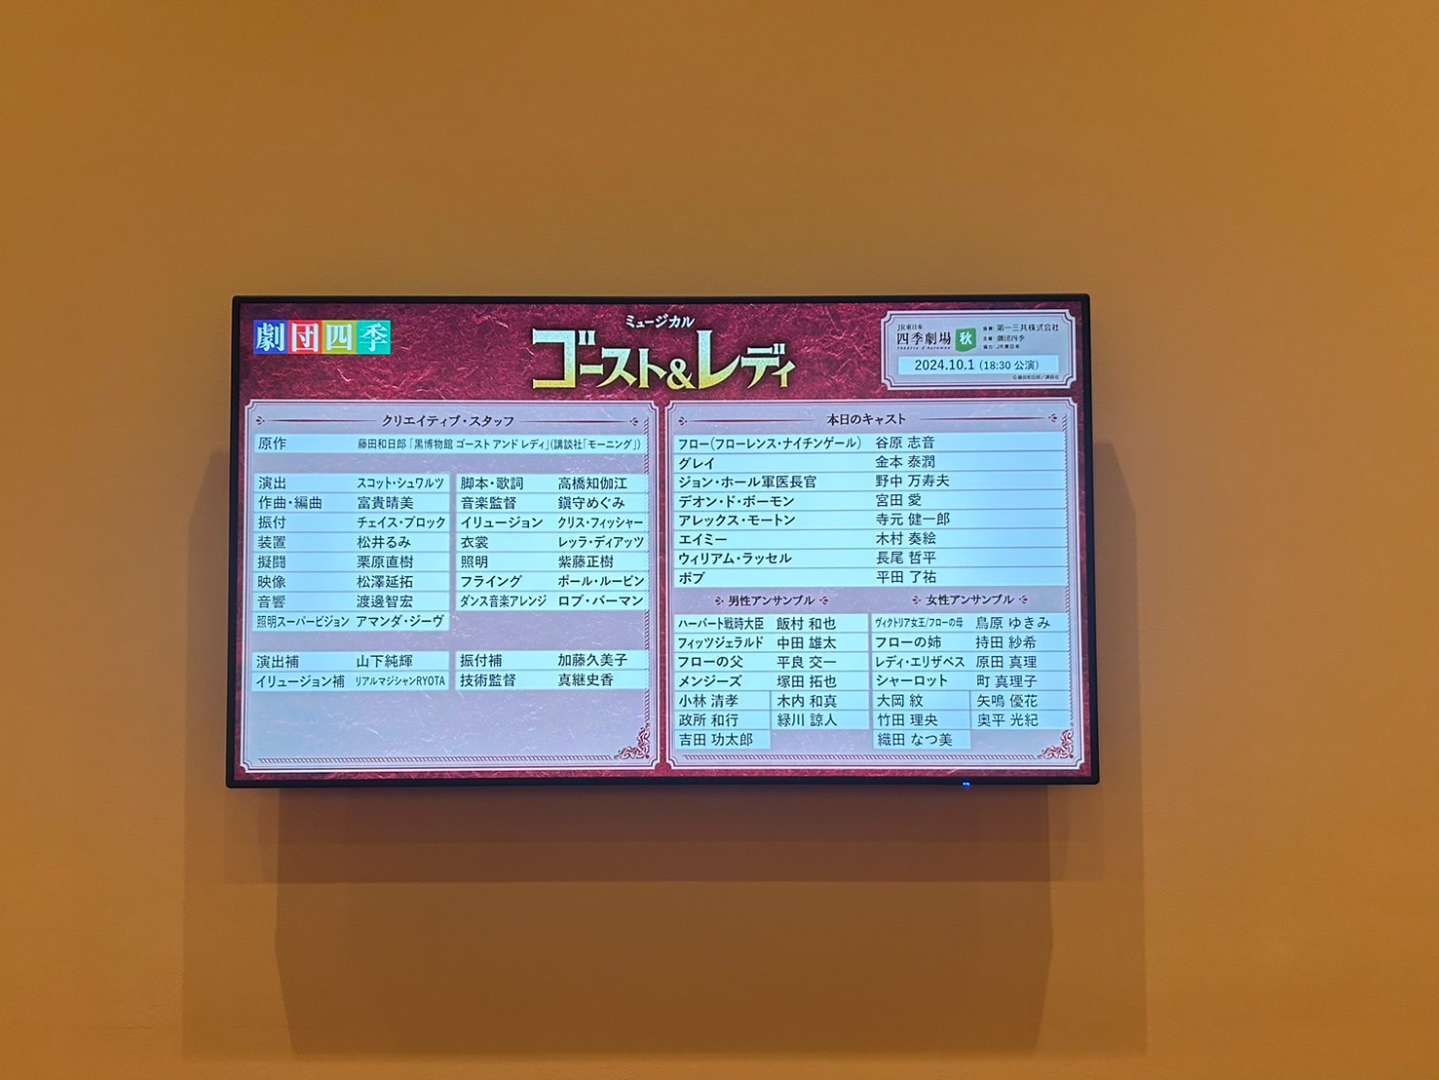 劇団四季
ミュージカル
ゴースト&レディ
JR東日本
四季劇場 秋
主催 劇団四季
協力 JR東日本
2024.10.1 (18:30 公演)
クリエイティブ・スタッフ
原作 藤田和日郎「黒博物館 ゴースト アンド レディ」(講談社「モーニング」)
演出 スコット・シュワルツ 脚本・歌詞 高橋知伽江
作曲・編曲 富貴晴美 音楽監督 鎮守めぐみ
振付 チェイス・ブロック イリュージョン クリス・フィッシャー
装置 松井るみ 衣裳 レッラ・ディアッツ
擬闘 栗原直樹 照明 紫藤正樹
映像 松澤延拓 フライング ポール・ルービン
音響 渡邊智宏 ダンス音楽アレンジ ロブ・バーマン
照明スーパービジョン アマンダ・ジーヴ
演出補 山下純輝 振付補 加藤久美子
イリュージョン補 リアルマジシャンRYOTA 技術監督 真継史香
本日のキャスト
フロー(フローレンス・ナイチンゲール) 谷原 志音
グレイ 金本 泰潤
ジョン・ホール軍医長官 野中 万寿夫
デオン・ド・ボーモン 宮田 愛
アレックス・モートン 寺元 健一郎
エイミー 木村 奏絵
ウィリアム・ラッセル 長尾 哲平
ボブ 平田 了祐
男性アンサンブル 女性アンサンブル
ハーバート戦時大臣 飯村 和也 ヴィクトリア女王/フローの母 鳥原 ゆきみ
フィッツジェラルド 中田 雄太 フローの姉 持田 紗希
フローの父 平良 交一 レディ・エリザベス 原田 真理
メンジーズ 塚田 拓也 シャーロット 町 真理子
小林 清孝 木内 和真 大岡 紋 矢鳴 優花
政所 和行 緑川 諒人 竹田 理央 奥平 光紀
吉田 功太郎 織田 なつ美